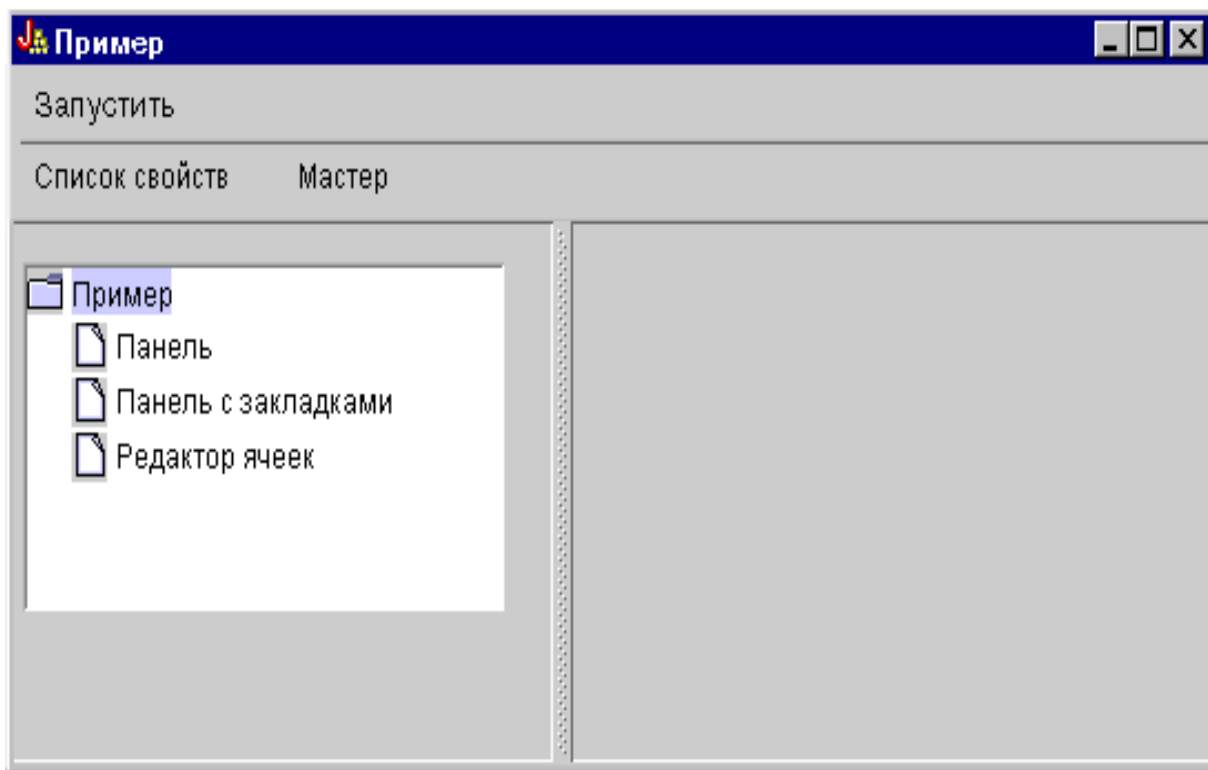 Пример
Запустить
Список свойств Мастер
Пример
Панель
Панель с закладками
Редактор ячеек